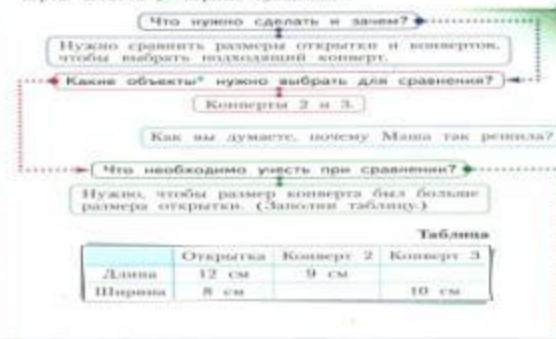 Что нужно сделать и зачем?
Нужно сравнить размеры открытки и конвертов,
чтобы выбрать подходящий конверт.
Какие объекты* нужно выбрать для сравнения?
Конверты 2 и 3.
Как вы думаете, почему Маша так решила?
Что необходимо учесть при сравнении?
Нужно, чтобы размер конверта был больше
размера открытки. (Заполни таблицу.)
Таблица
Открытка Конверт 2 Конверт 3
Длина 12 см 9 см
Ширина 8 см 10 см